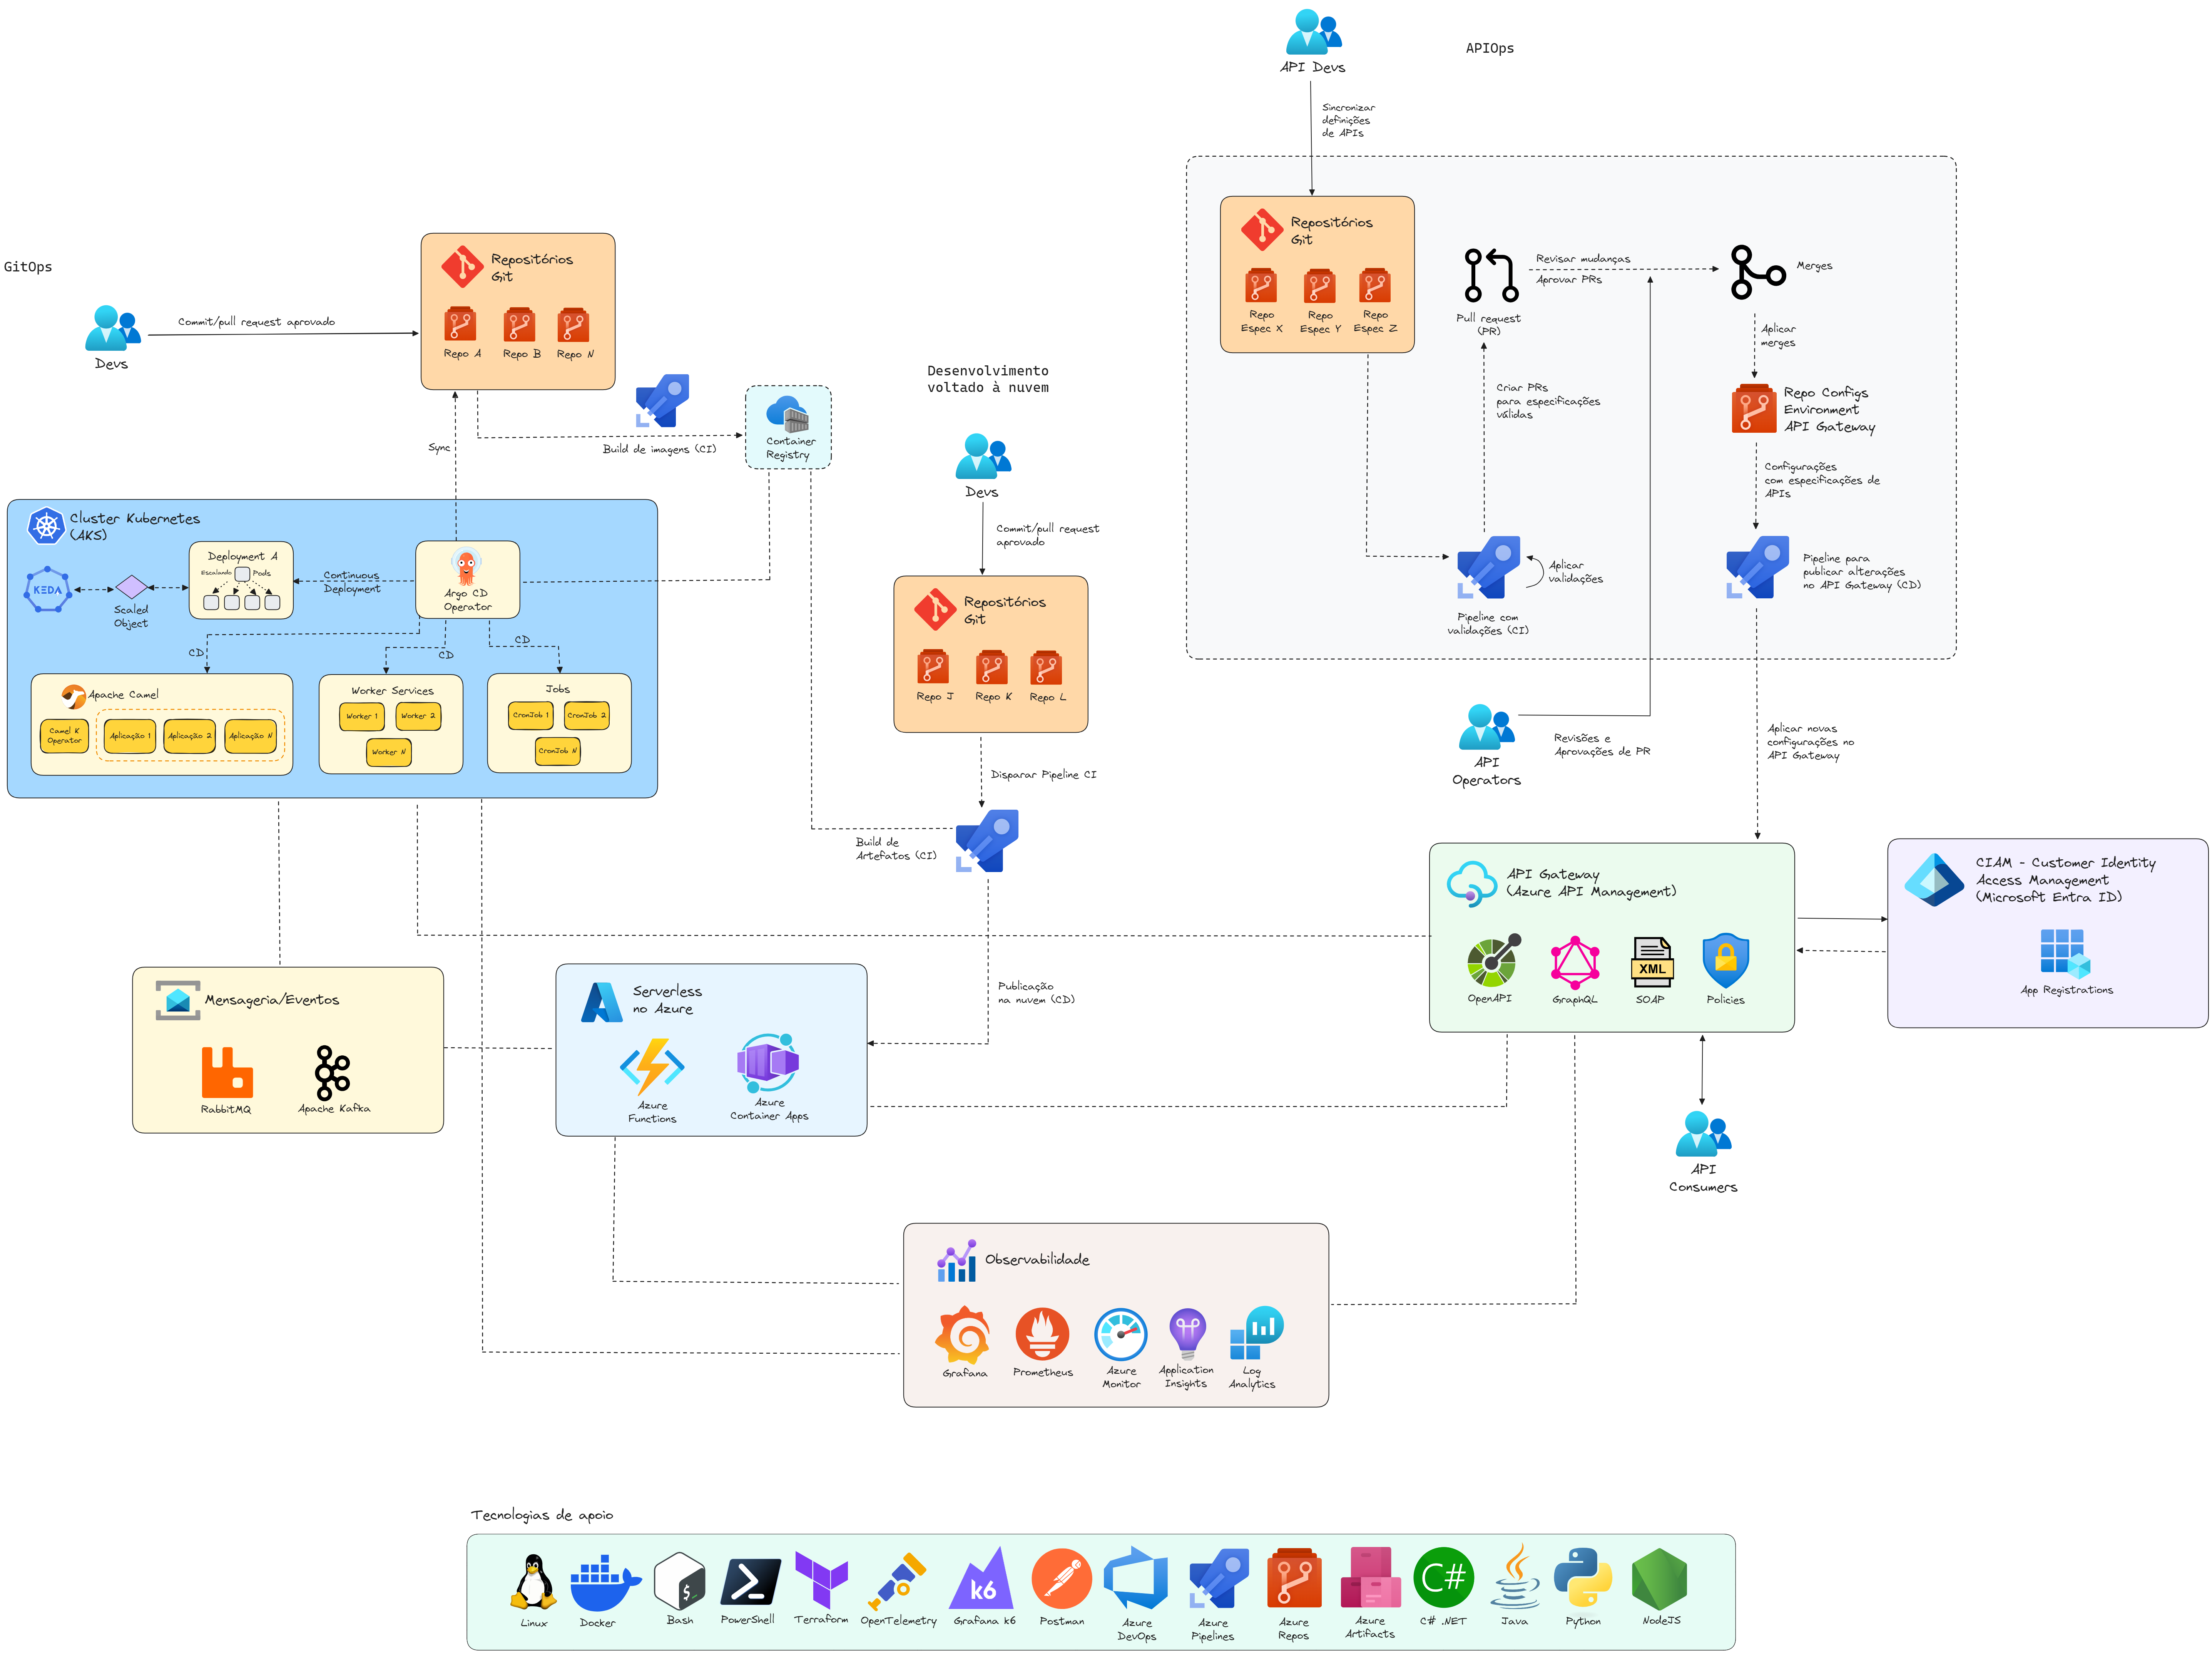 API Devs
APIOps
Sincronizar
definições
de APIs
Repositórios
Git
Repo
Espec X
Repo
Espec Y
Repo
Espec Z
Pull request
(PR)
Revisar mudanças
Aprovar PRs
Merges
Aplicar
merges
Criar PRs
para especificações
válidas
Repo Configs
Environment
API Gateway
Configurações
com especificações de
APIs
Aplicar
validações
Pipeline com
validações (CI)
Pipeline para
publicar alterações
no API Gateway (CD)
API
Operators
Revisões e
Aprovações de PR
Aplicar novas
configurações no
API Gateway
GitOps
Devs
Commit/pull request aprovado
Repositórios
Git
Repo A
Repo B
Repo N
Sync
Build de imagens (CI)
Container
Registry
Desenvolvimento
voltado à nuvem
Devs
Commit/pull request
aprovado
Repositórios
Git
Repo J
Repo K
Repo L
Disparar Pipeline CI
Build de
Artefatos (CI)
Publicação
na nuvem (CD)
Cluster Kubernetes
(AKS)
KEDA
Scaled
Object
Deployment A
Escalando
Pods
Continuous
Deployment
Argo CD
Operator
CD
CD
CD
Apache Camel
Camel K
Operator
Aplicação 1
Aplicação 2
Aplicação N
Worker Services
Worker 1
Worker 2
Worker N
Jobs
CronJob 1
CronJob 2
CronJob N
API Gateway
(Azure API Management)
OpenAPI
GraphQL
XML
SOAP
Policies
CIAM - Customer Identity
Access Management
(Microsoft Entra ID)
App Registrations
API
Consumers
Mensageria/Eventos
RabbitMQ
Apache Kafka
Serverless
no Azure
Azure
Functions
Azure
Container Apps
Observabilidade
Grafana
Prometheus
Azure
Monitor
Application
Insights
Log
Analytics
Tecnologias de apoio
Linux
Docker
$
Bash
PowerShell
Terraform
OpenTelemetry
k6
Grafana k6
Postman
Azure
DevOps
Azure
Pipelines
Azure
Repos
Azure
Artifacts
C#
C# .NET
Java
Python
NodeJS